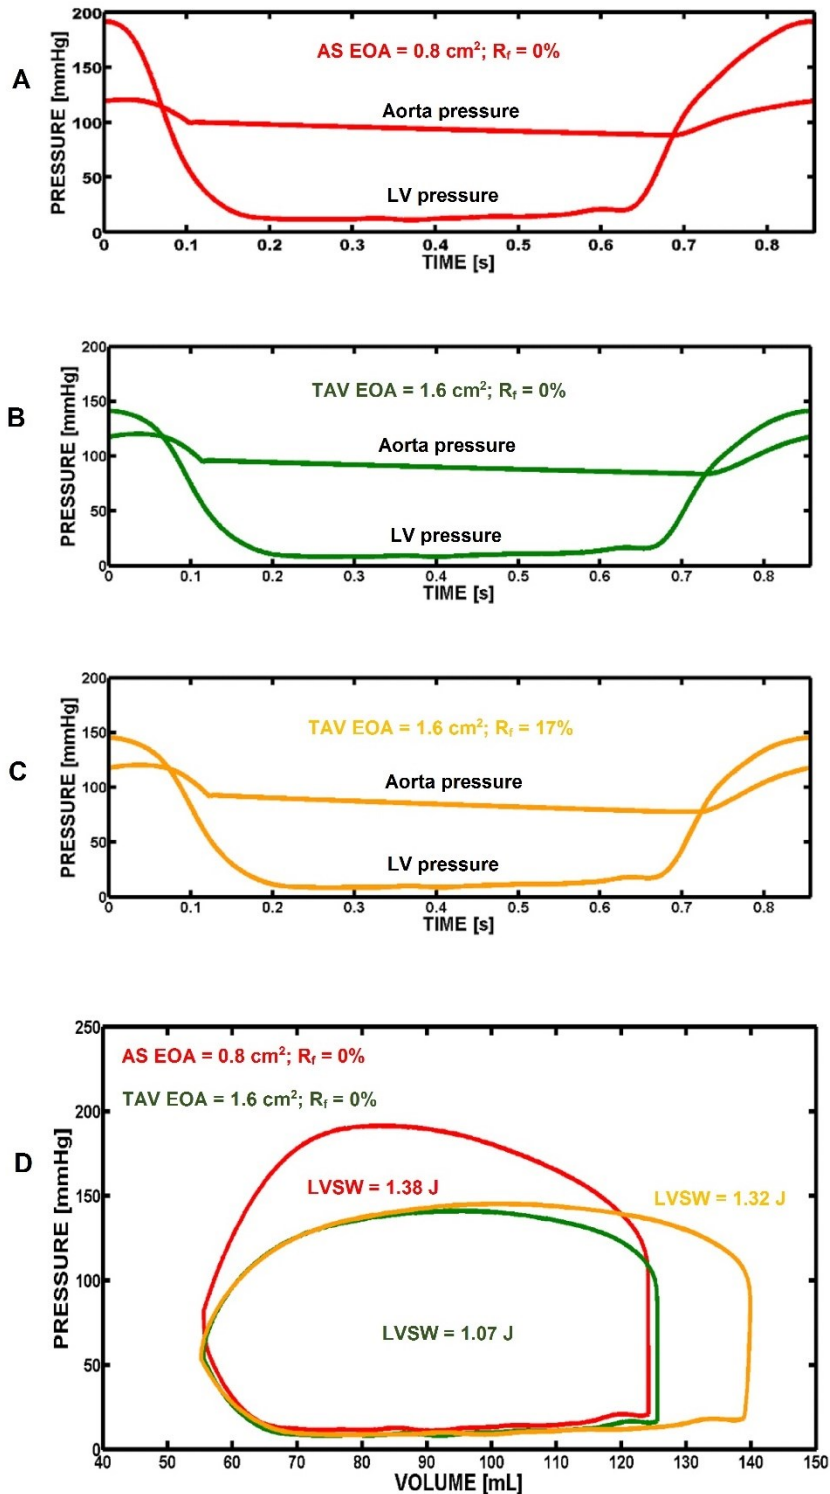 A
PRESSURE [mmHg]
200
150
100
50
0
AS EOA = 0.8 cm²; Rf = 0%
Aorta pressure
LV pressure
0 0.1 0.2 0.3 0.4 0.5 0.6 0.7 0.8
TIME [s]
B
PRESSURE [mmHg]
200
150
100
50
0
TAV EOA = 1.6 cm²; Rf = 0%
Aorta pressure
LV pressure
0 0.1 0.2 0.3 0.4 0.5 0.6 0.7 0.8
TIME [s]
C
PRESSURE [mmHg]
200
150
100
50
0
TAV EOA = 1.6 cm²; Rf = 17%
Aorta pressure
LV pressure
0 0.1 0.2 0.3 0.4 0.5 0.6 0.7 0.8
TIME [s]
D
PRESSURE [mmHg]
250
200
150
100
50
0
AS EOA = 0.8 cm²; Rf = 0%
TAV EOA = 1.6 cm²; Rf = 0%
LVSW = 1.38 J
LVSW = 1.32 J
LVSW = 1.07 J
40 50 60 70 80 90 100 110 120 130 140 150
VOLUME [mL]